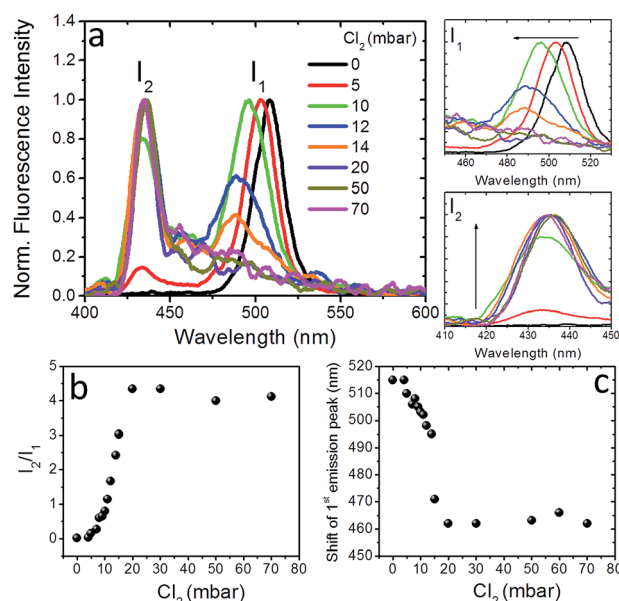 a
I2
I1
Cl2 (mbar)
0
5
10
12
14
20
50
70
Norm. Fluorescence Intensity
1.4
1.2
1.0
0.8
0.6
0.4
0.2
0.0
400 450 500 550 600
Wavelength (nm)
I1
450 500
Wavelength (nm)
I2
410 420 430 440 450
Wavelength (nm)
b
I2/I1
5
4
3
2
1
0
0 10 20 30 40 50 60 70 80
Cl2 (mbar)
c
Shift of 1st emission peak (nm)
520
510
500
490
480
470
460
450
0 10 20 30 40 50 60 70 80
Cl2 (mbar)